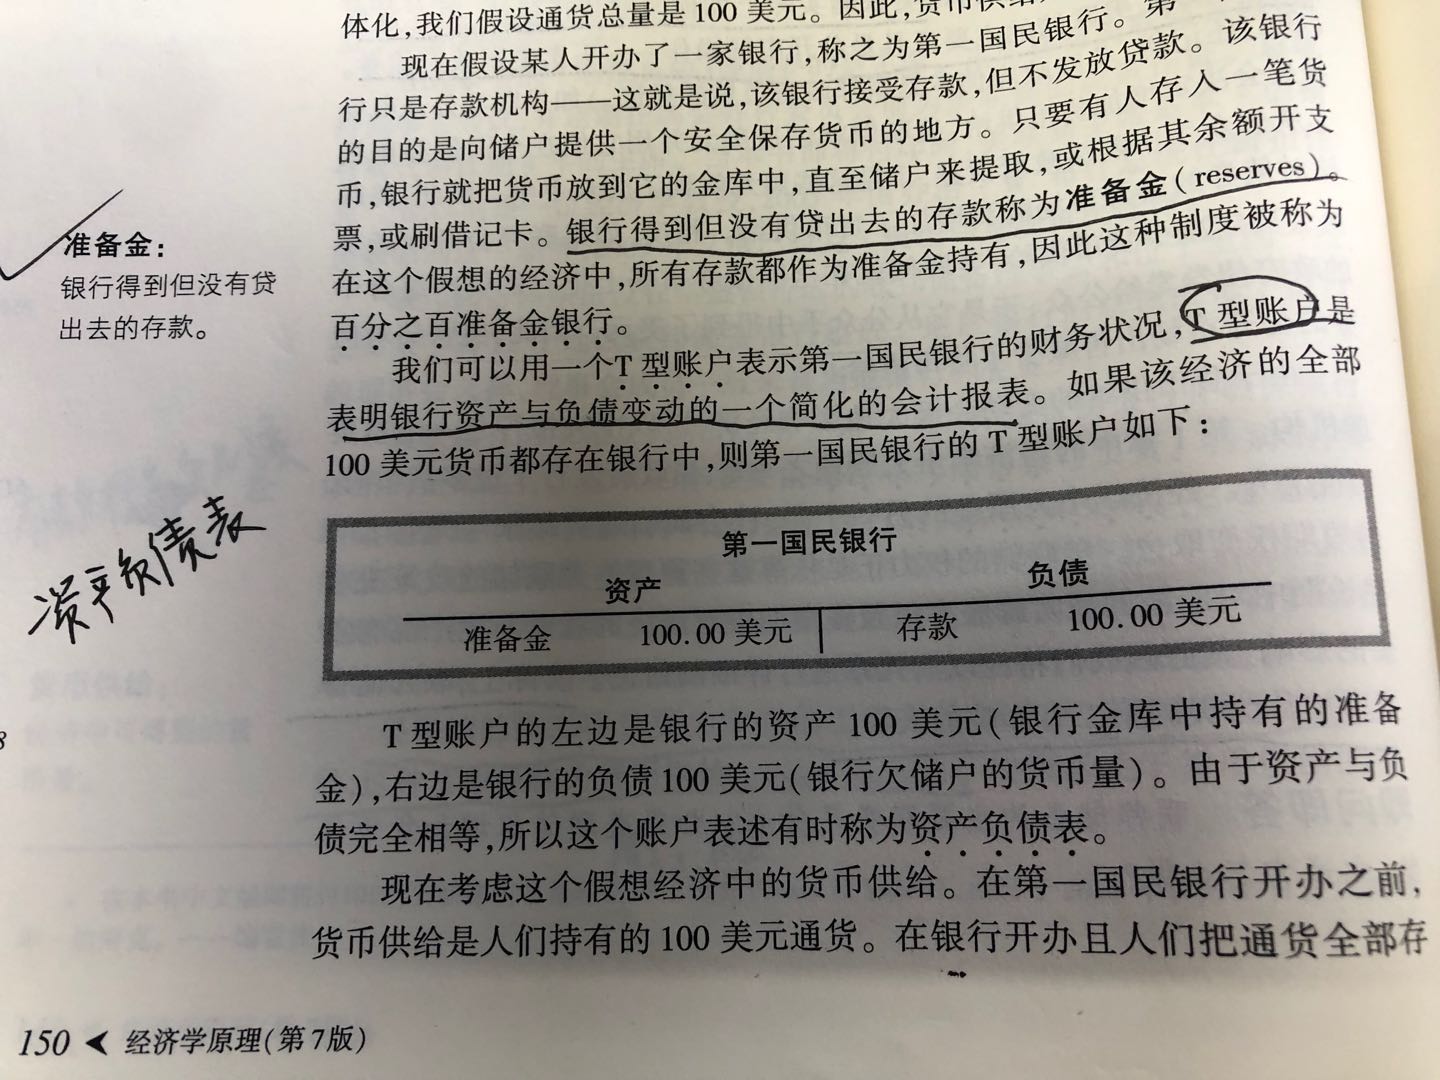 体化,我们假设通货总量是100美元。因此,货币供给
现在假设某人开办了一家银行,称之为第一国民银行。第一
行只是存款机构——这就是说,该银行接受存款,但不发放贷款。该银行
的目的是向储户提供一个安全保存货币的地方。只要有人存入一笔货
币,银行就把货币放到它的金库中,直至储户来提取,或根据其余额开支
票,或刷借记卡。银行得到但没有贷出去的存款称为准备金(reserves)。
在这个假想的经济中,所有存款都作为准备金持有,因此这种制度被称为
百分之百准备金银行。
我们可以用一个T型账户表示第一国民银行的财务状况,T型账户是
表明银行资产与负债变动的一个简化的会计报表。如果该经济的全部
100美元货币都存在银行中,则第一国民银行的T型账户如下:
准备金:
银行得到但没有贷
出去的存款。
资产负债表
第一国民银行
资产 负债
准备金 100.00美元 存款 100.00美元
T型账户的左边是银行的资产100美元(银行金库中持有的准备
金),右边是银行的负债100美元(银行欠储户的货币量)。由于资产与负
债完全相等,所以这个账户表述有时称为资产负债表。
现在考虑这个假想经济中的货币供给。在第一国民银行开办之前,
货币供给是人们持有的100美元通货。在银行开办且人们把通货全部存
150 ◀ 经济学原理(第7版)